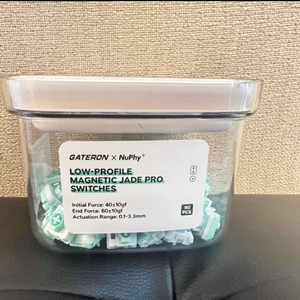 GATERON × NuPhy®
LOW-PROFILE
MAGNETIC JADE PRO
SWITCHES
Initial Force: 40±10gf
End Force: 60±10gf
Actuation Range: 0.1-3.3mm
90
PCS